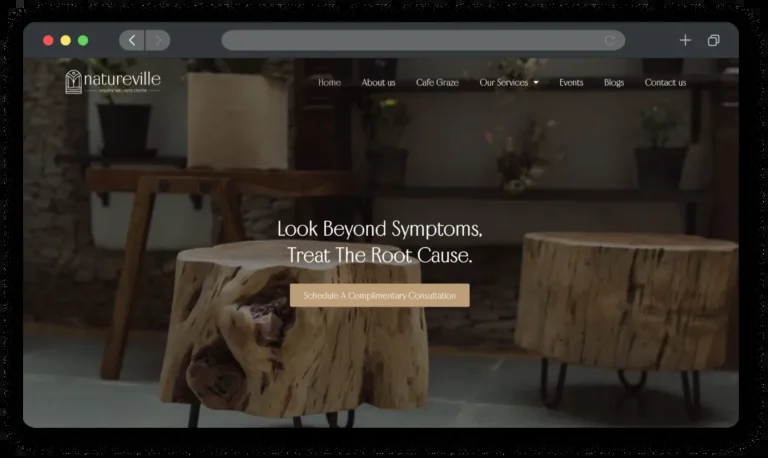 natureville
Home
About us
Cafe Graze
Our Services
Events
Blogs
Contact us
Look Beyond Symptoms,
Treat The Root Cause.
Schedule A Complimentary Consultation